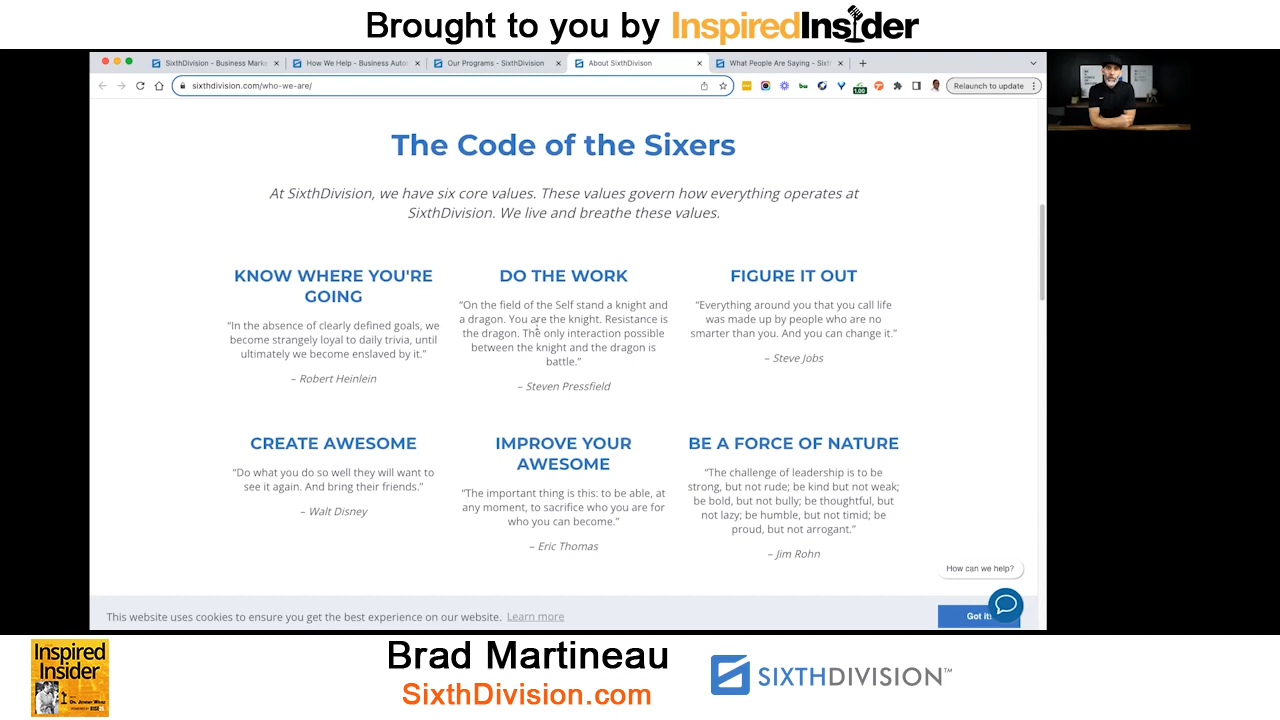 Brought to you by InspiredInsider
SixthDivision - Business Marke
How We Help - Business Auto
Our Programs - SixthDivision
About SixthDivison
What People Are Saying - Sixt
sixthdivision.com/who-we-are/
1.00
Relaunch to update
The Code of the Sixers
At SixthDivision, we have six core values. These values govern how everything operates at
SixthDivision. We live and breathe these values.
KNOW WHERE YOU'RE
GOING
“In the absence of clearly defined goals, we
become strangely loyal to daily trivia, until
ultimately we become enslaved by it.”
– Robert Heinlein
DO THE WORK
“On the field of the Self stand a knight and
a dragon. You are the knight. Resistance is
the dragon. The only interaction possible
between the knight and the dragon is
battle.”
– Steven Pressfield
FIGURE IT OUT
“Everything around you that you call life
was made up by people who are no
smarter than you. And you can change it.”
– Steve Jobs
CREATE AWESOME
“Do what you do so well they will want to
see it again. And bring their friends.”
– Walt Disney
IMPROVE YOUR
AWESOME
“The important thing is this: to be able, at
any moment, to sacrifice who you are for
who you can become.”
– Eric Thomas
BE A FORCE OF NATURE
“The challenge of leadership is to be
strong, but not rude; be kind but not weak;
be bold, but not bully; be thoughtful, but
not lazy; be humble, but not timid; be
proud, but not arrogant.”
– Jim Rohn
How can we help?
This website uses cookies to ensure you get the best experience on our website. Learn more
Got it!
Inspired
Insider
Brad Martineau
SixthDivision.com
SIXTHDIVISION™